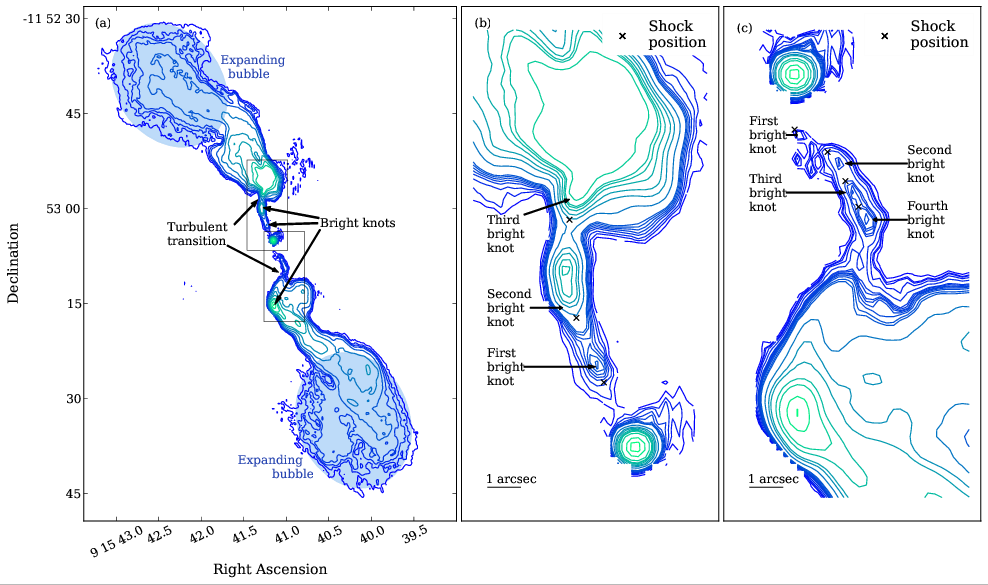 -11 52 30
45
53 00
15
30
45
Declination
9 15 43.0
42.5
42.0
41.5
41.0
40.5
40.0
39.5
Right Ascension
(a)
Expanding
bubble
Turbulent
transition
Bright knots
Expanding
bubble
(b)
Shock
position
Third
bright
knot
Second
bright
knot
First
bright
knot
1 arcsec
(c)
Shock
position
First
bright
knot
Second
bright
knot
Third
bright
knot
Fourth
bright
knot
1 arcsec